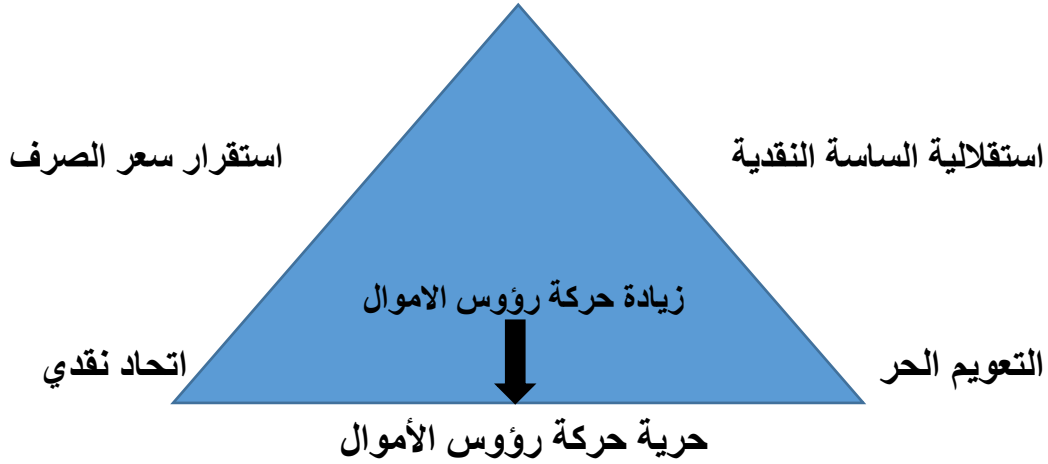 استقلالية الساسة النقدية
استقرار سعر الصرف
زيادة حركة رؤوس الاموال
التعويم الحر
اتحاد نقدي
حرية حركة رؤوس الأموال